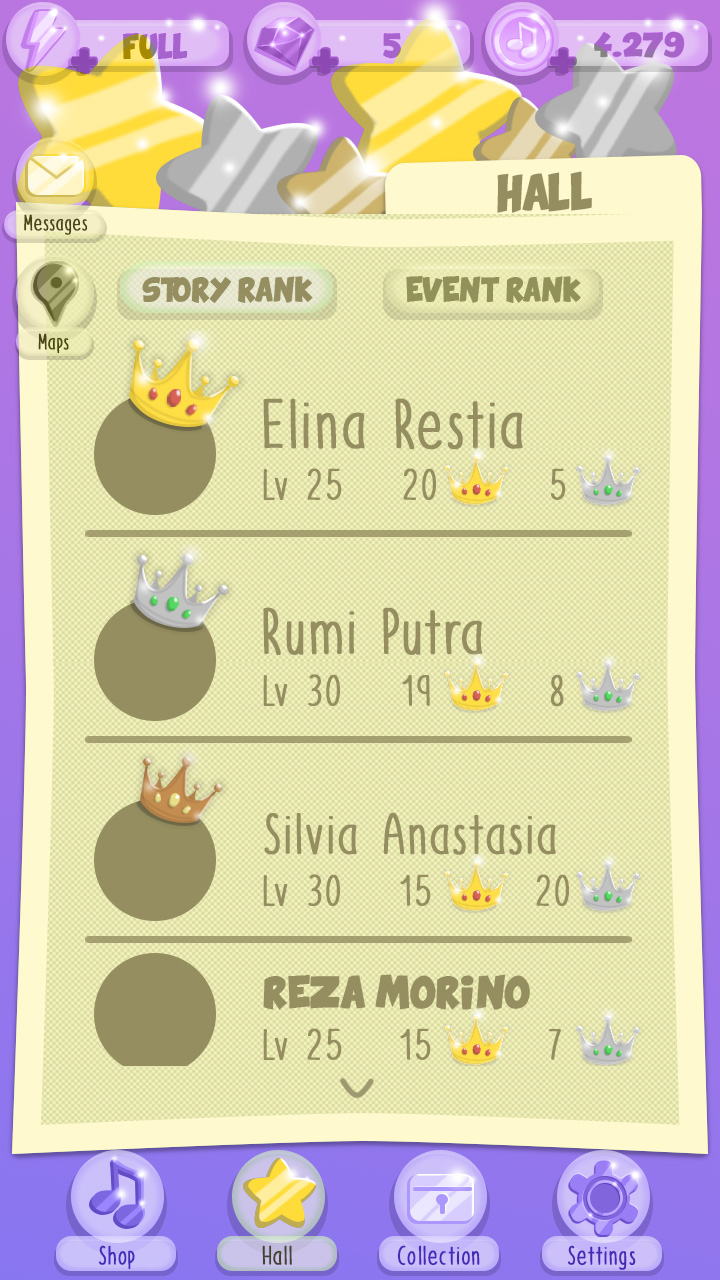 FULL
5
4.279
HALL
Messages
STORY RANK
EVENT RANK
Maps
Elina Restia
Lv 25 20 5
Rumi Putra
Lv 30 19 8
Silvia Anastasia
Lv 30 15 20
REZA MORiNO
Lv 25 15 7
Shop
Hall
Collection
Settings